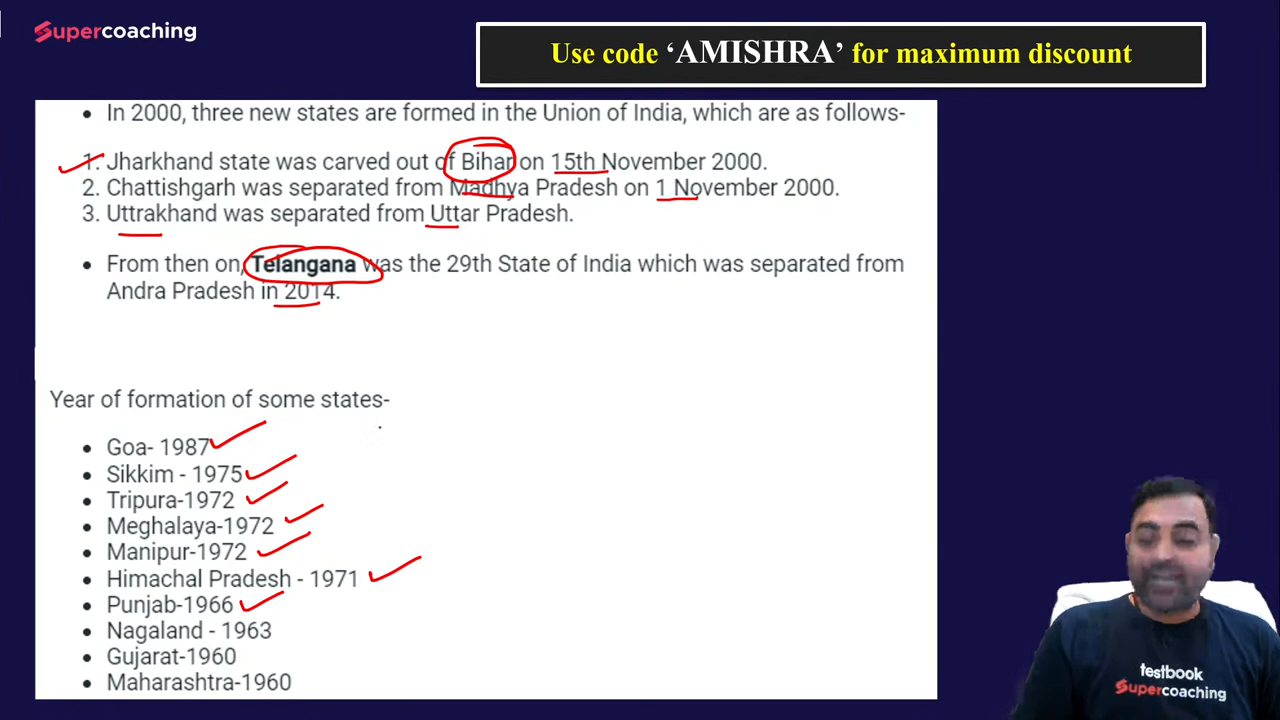 Supercoaching
Use code ‘AMISHRA’ for maximum discount
• In 2000, three new states are formed in the Union of India, which are as follows-
1. Jharkhand state was carved out of Bihar on 15th November 2000.
2. Chattishgarh was separated from Madhya Pradesh on 1 November 2000.
3. Uttrakhand was separated from Uttar Pradesh.
• From then on, Telangana was the 29th State of India which was separated from
Andra Pradesh in 2014.
Year of formation of some states-
• Goa- 1987
• Sikkim - 1975
• Tripura-1972
• Meghalaya-1972
• Manipur-1972
• Himachal Pradesh - 1971
• Punjab-1966
• Nagaland - 1963
• Gujarat-1960
• Maharashtra-1960
testbook
Supercoaching